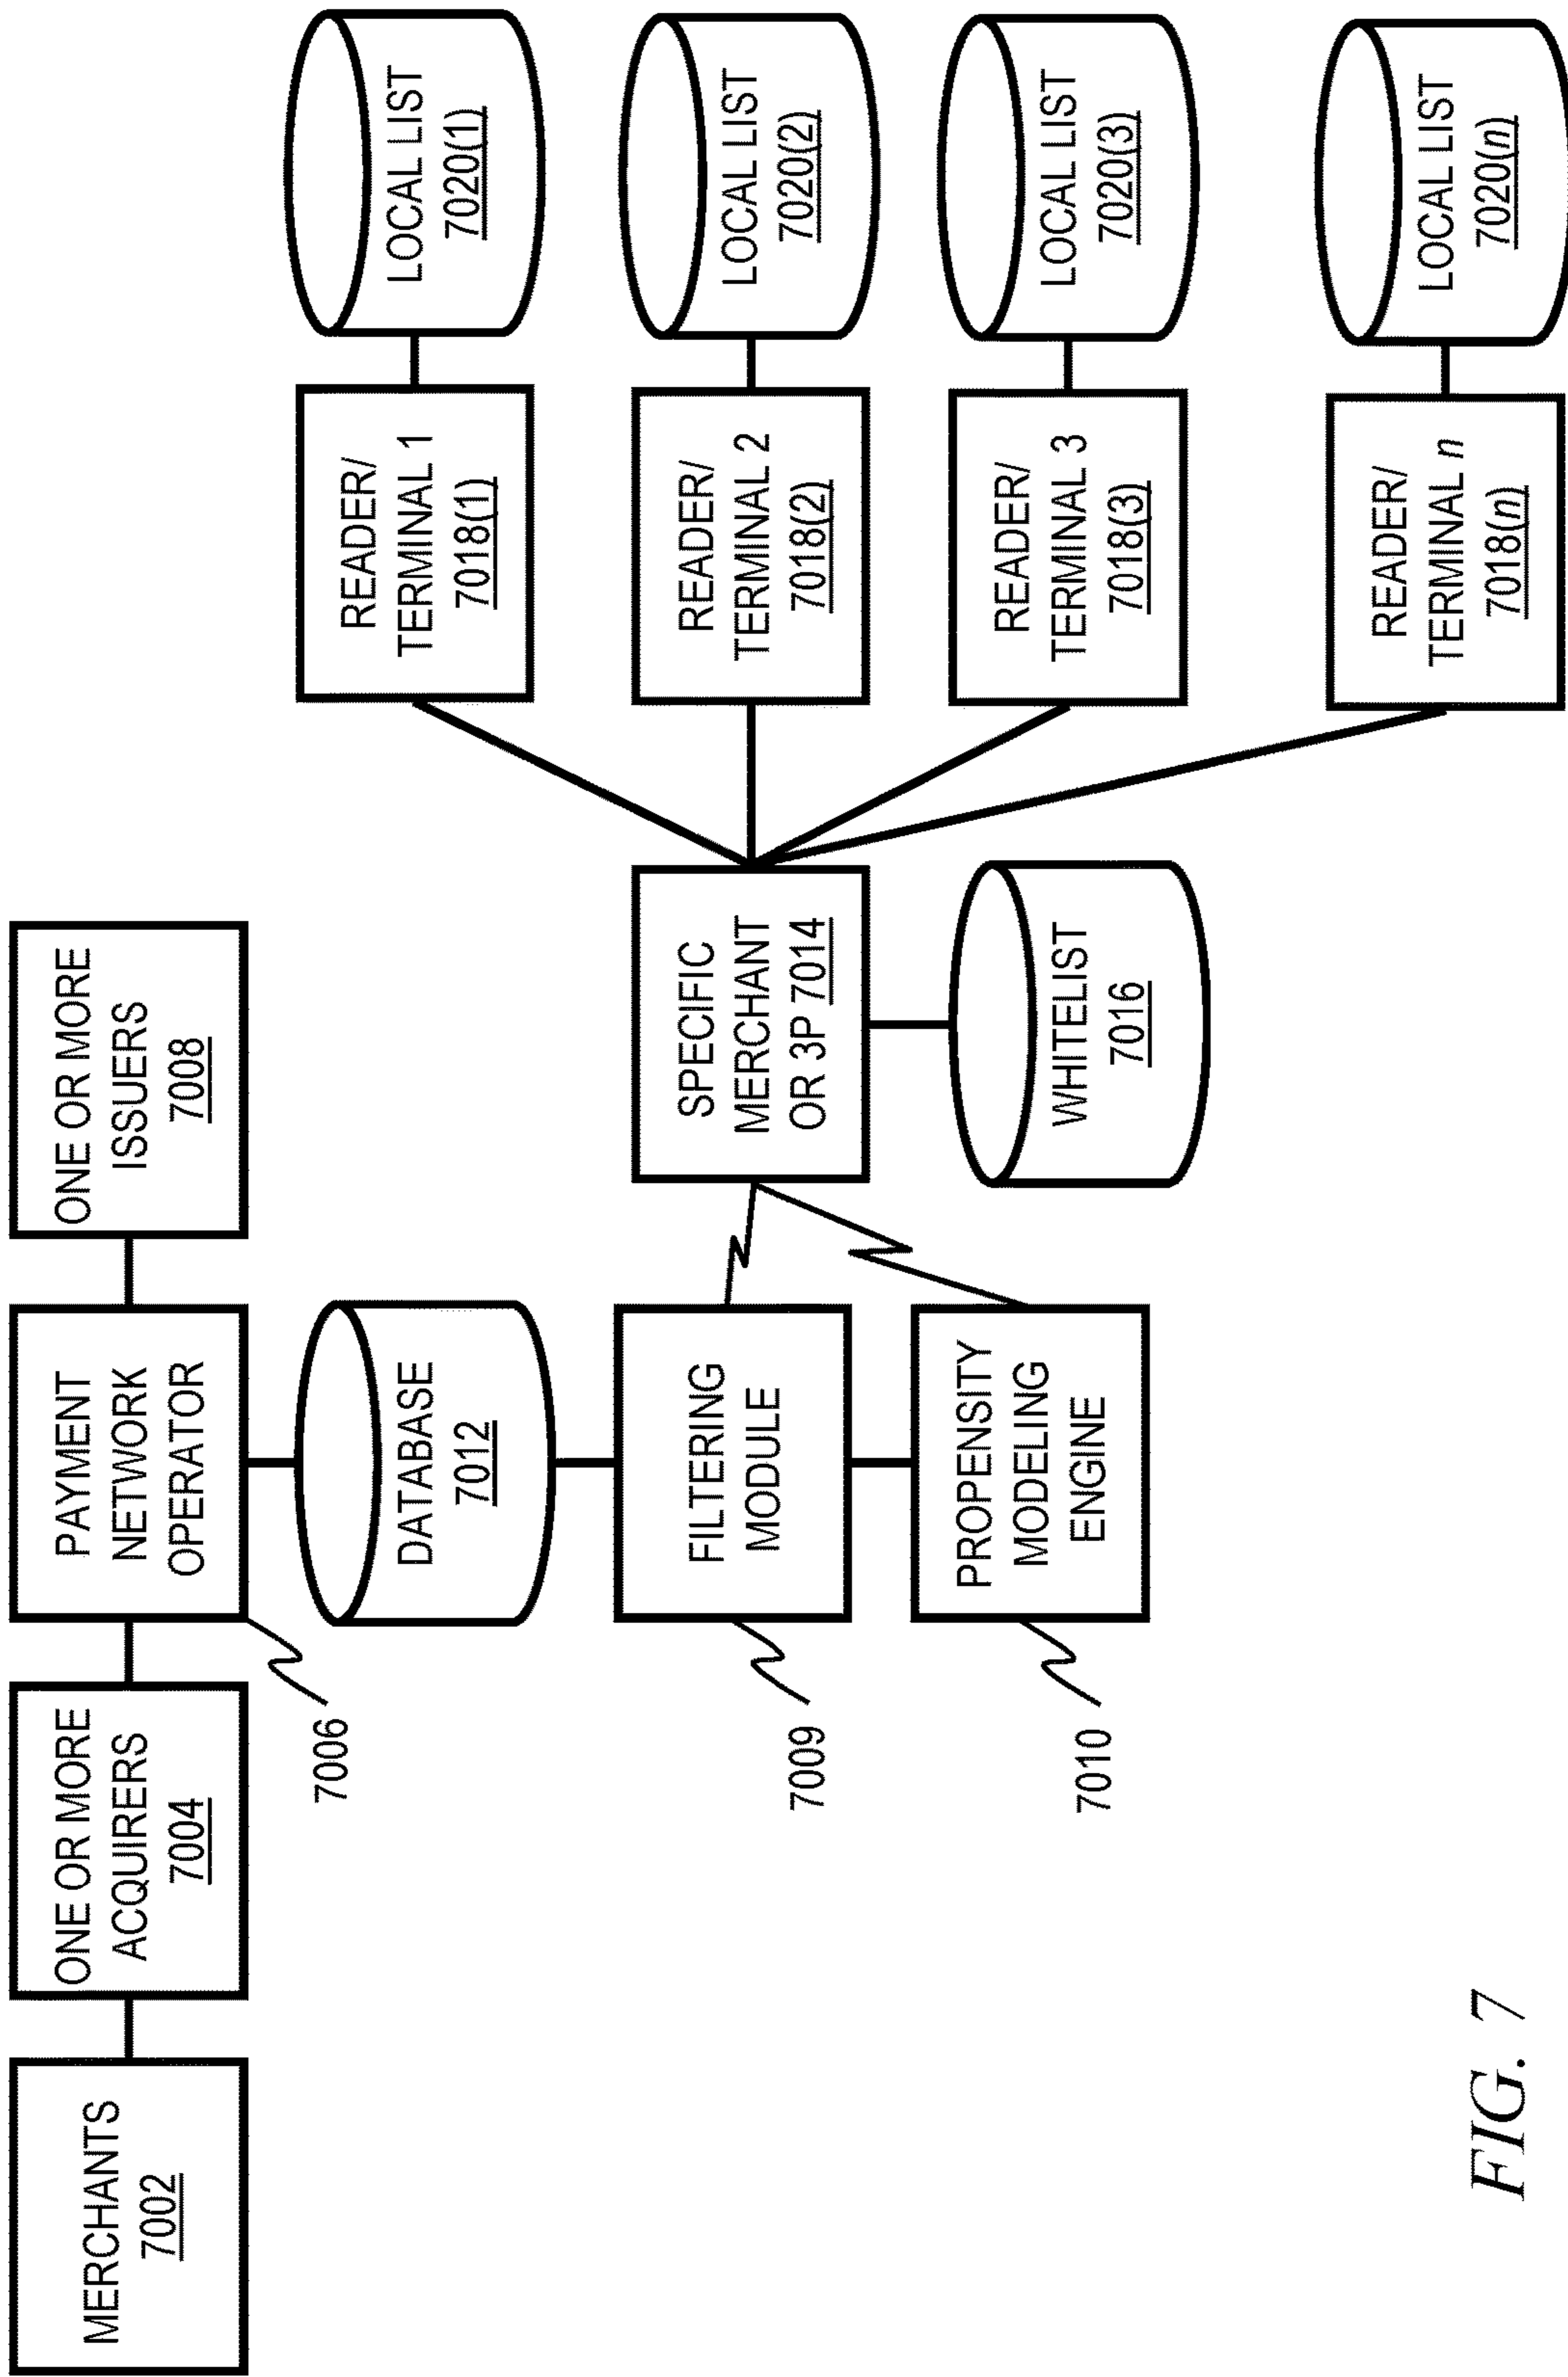 MERCHANTS
7002
ONE OR MORE
ACQUIRERS
7004
PAYMENT
NETWORK
OPERATOR
7006
ONE OR MORE
ISSUERS
7008
DATABASE
7012
FILTERING
MODULE
7009
PROPENSITY
MODELING
ENGINE
7010
SPECIFIC
MERCHANT
OR 3P 7014
WHITELIST
7016
READER/
TERMINAL 1
7018(1)
LOCAL LIST
7020(1)
READER/
TERMINAL 2
7018(2)
LOCAL LIST
7020(2)
READER/
TERMINAL 3
7018(3)
LOCAL LIST
7020(3)
READER/
TERMINAL n
7018(n)
LOCAL LIST
7020(n)
FIG. 7